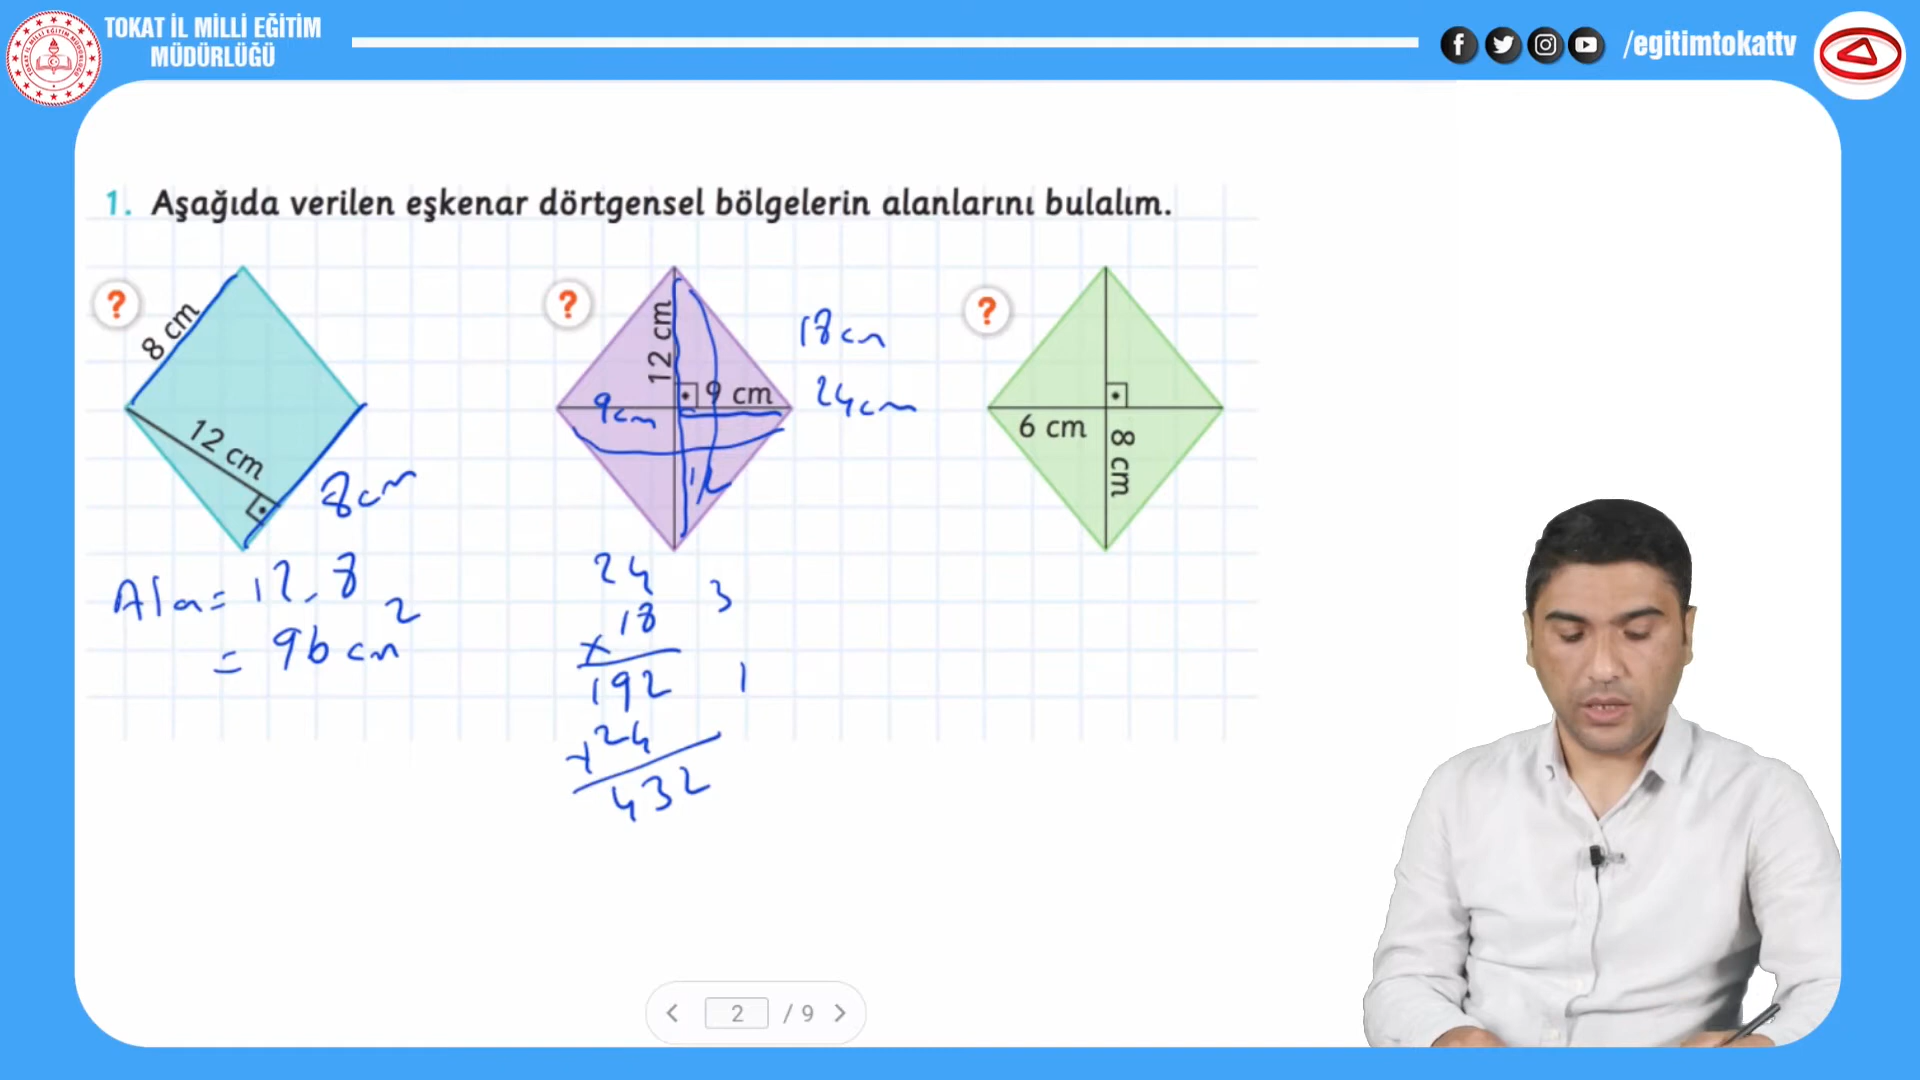 TOKAT İL MİLLİ EĞİTİM
MÜDÜRLÜĞÜ
/egitimtokattv
1. Aşağıda verilen eşkenar dörtgensel bölgelerin alanlarını bulalım.
?
8 cm
12 cm
8cm
Ala= 12.8
= 96 cm²
?
12 cm
9 cm
9cm
12
18cm
24cm
24
x 18
192
+24
432
3
1
?
6 cm
8 cm
2 / 9